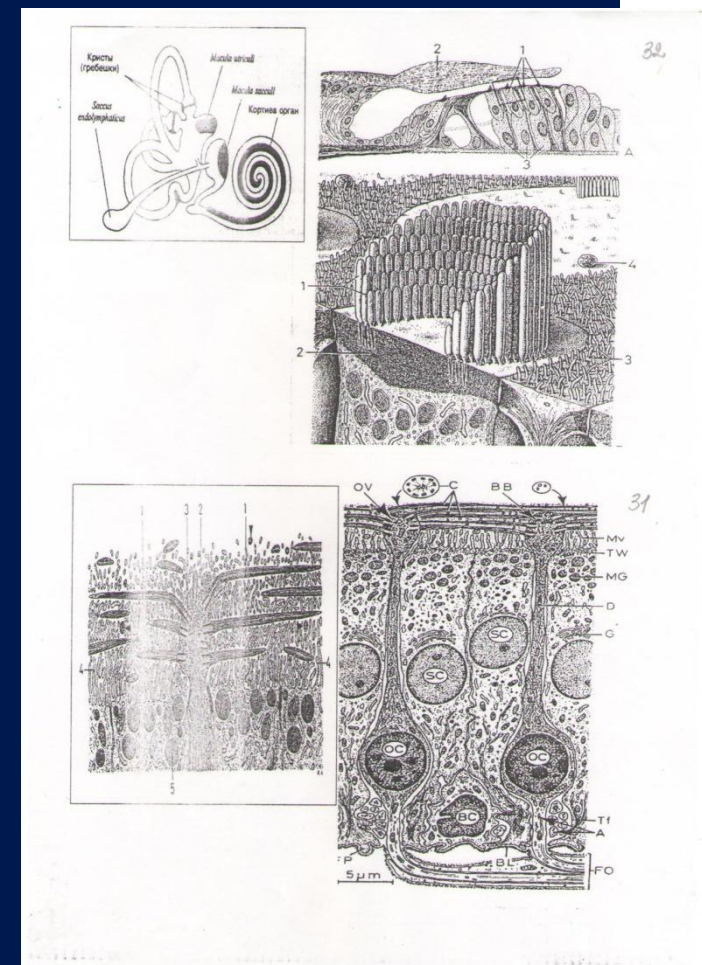 Кристы
(гребешки)
Macula utriculi
Macula sacculi
Кортиев орган
Saccus
endolymphaticus
2
1
32
A
3
1
2
4
3
1
3
2
1
4
4
5
OV
C
BB
31
Mv
TW
MG
D
G
SC
SC
OC
OC
BC
Tf
A
FP
BL
FO
5µm